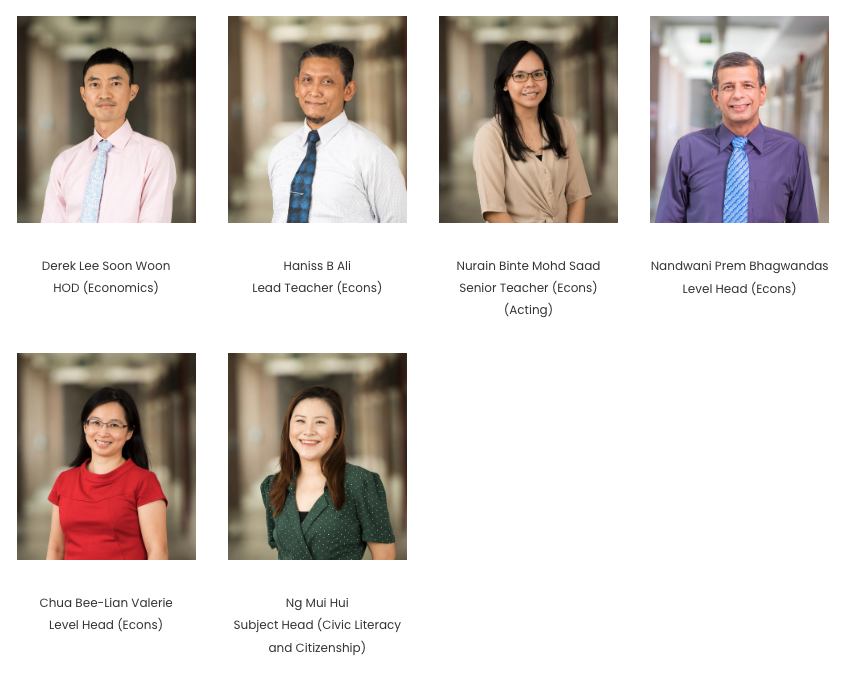 Derek Lee Soon Woon
HOD (Economics)
Haniss B Ali
Lead Teacher (Econs)
Nurain Binte Mohd Saad
Senior Teacher (Econs)
(Acting)
Nandwani Prem Bhagwandas
Level Head (Econs)
Chua Bee-Lian Valerie
Level Head (Econs)
Ng Mui Hui
Subject Head (Civic Literacy
and Citizenship)